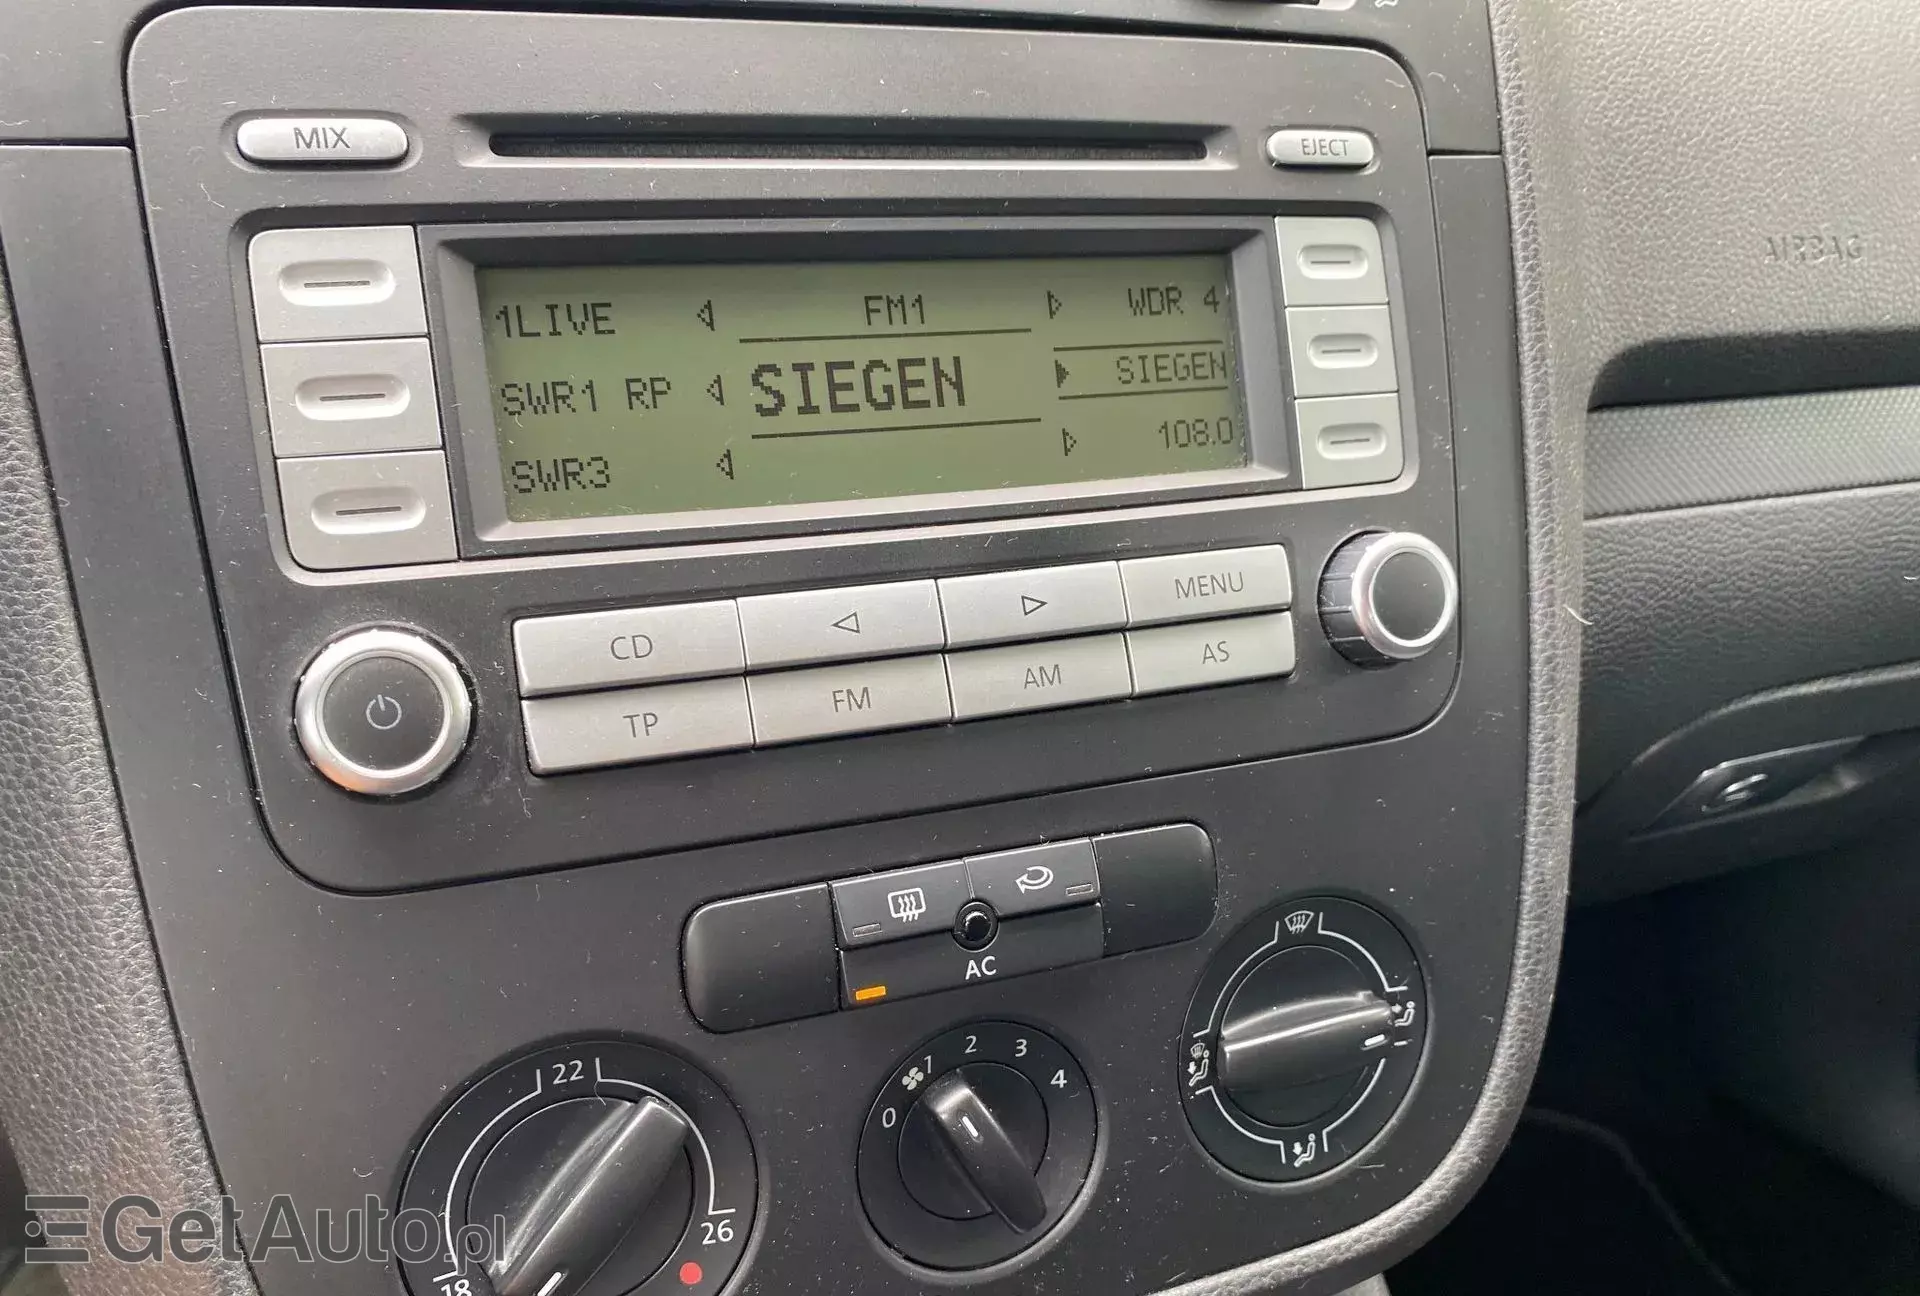 MIX
EJECT
1LIVE
FM1
WDR 4
SWR1 RP
SIEGEN
SIEGEN
SWR3
108.0
AIRBAG
CD
MENU
TP
FM
AM
AS
AC
22
26
18
0
1
2
3
4
GetAuto.pl